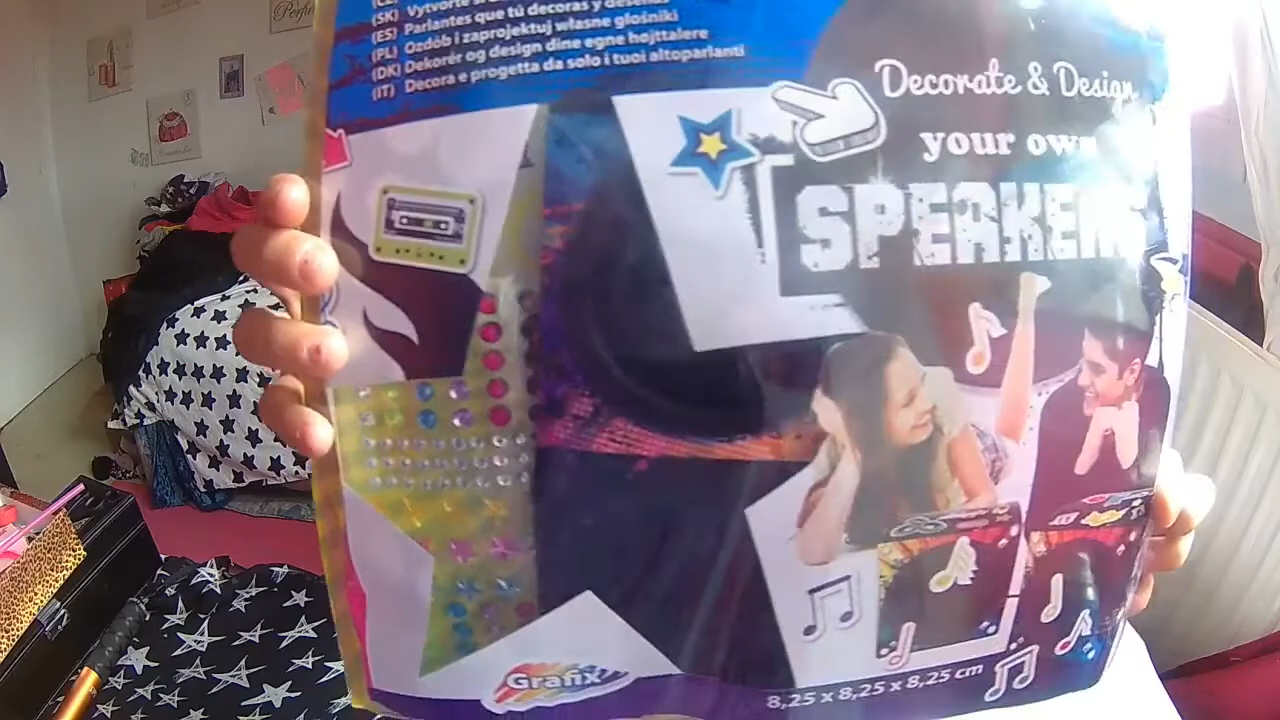 (CZ)
(SK) Vytvorte si
(ES) Parlantes que tú decoras y diseñas
(PL) Ozdób i zaprojektuj własne głośniki
(DK) Dekorér og design dine egne højttalere
(IT) Decora e progetta da solo i tuoi altoparlanti
Decorate & Design
your own
SPEAKERS
Grafix
8,25 x 8,25 x 8,25 cm